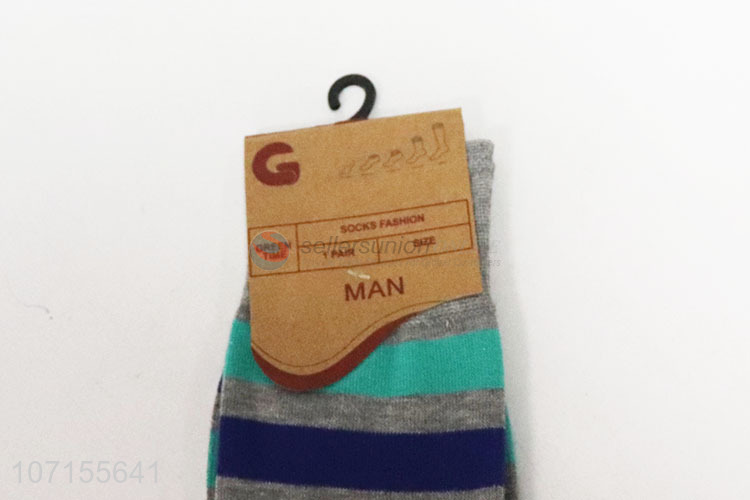 G
SOCKS FASHION
GREEN TIME
1 PAIR
SIZE
sellersunion
MAN
107155641